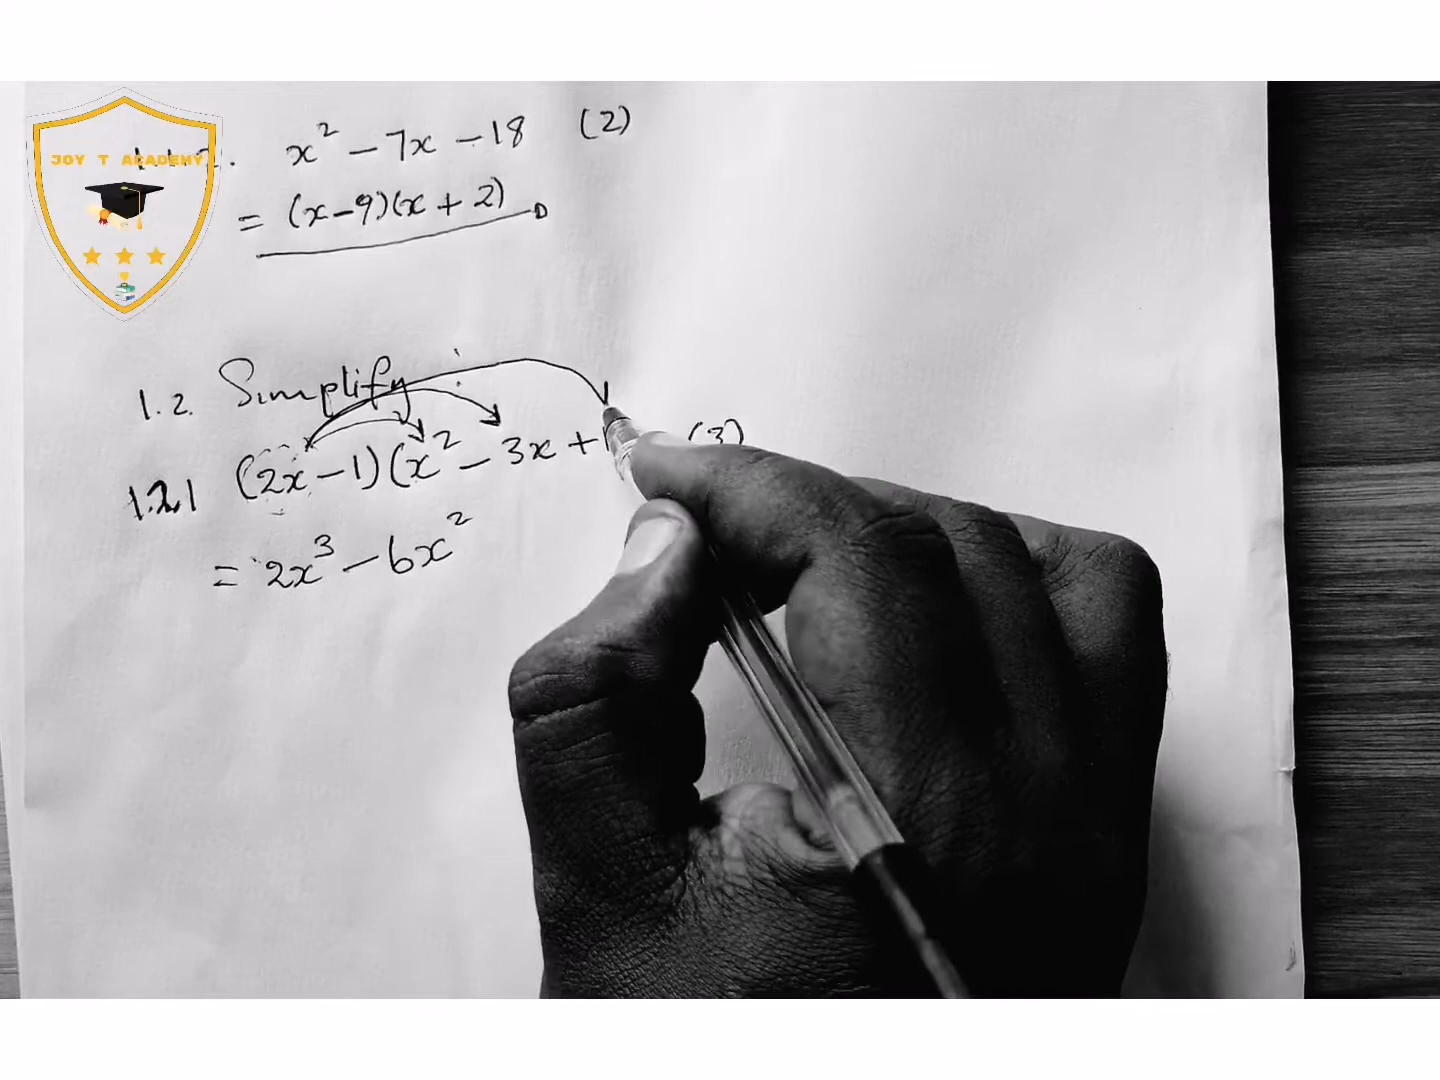 JOY T ACADEMY
x² – 7x – 18 (2)
= (x – 9)(x + 2)
1.2. Simplify :
1.2.1 (2x – 1)(x² – 3x + (3)
= 2x³ – 6x²